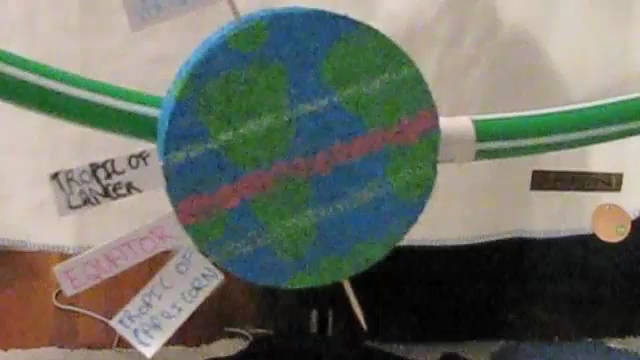 TROPIC OF
CANCER
EQUATOR
TROPIC OF
CAPRICORN